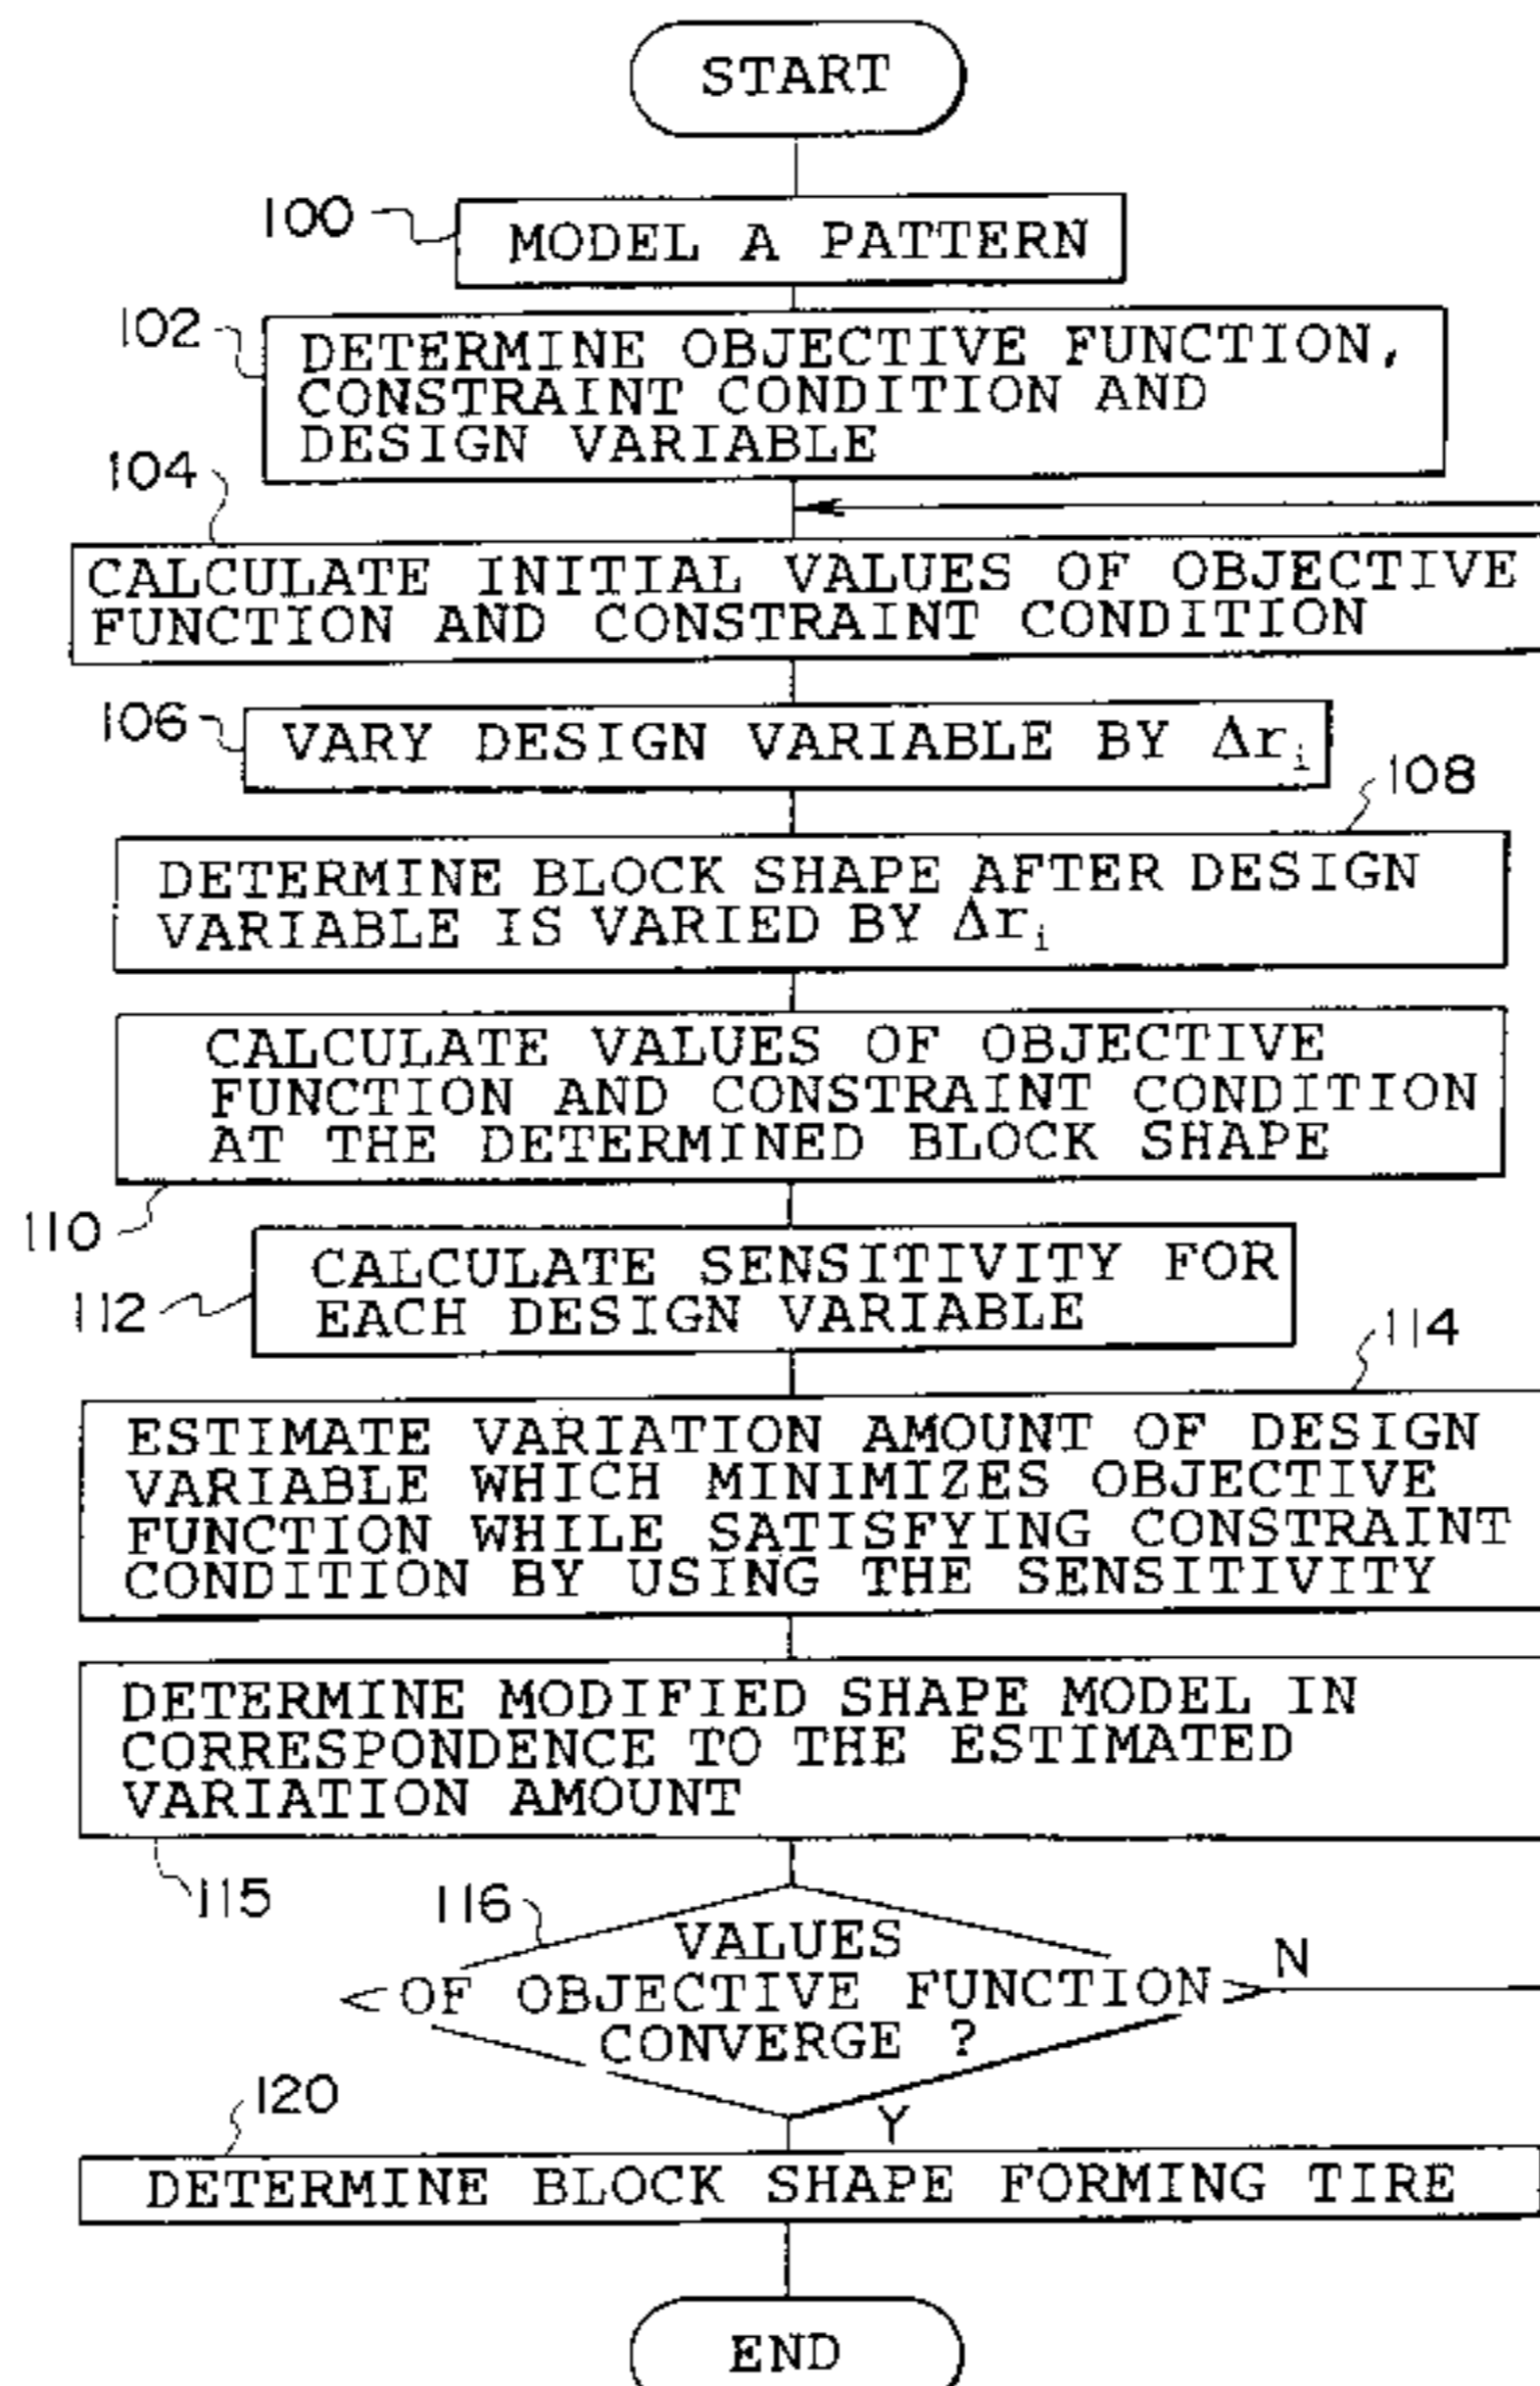 START
100
MODEL A PATTERN
102
DETERMINE OBJECTIVE FUNCTION,
CONSTRAINT CONDITION AND
DESIGN VARIABLE
104
CALCULATE INITIAL VALUES OF OBJECTIVE
FUNCTION AND CONSTRAINT CONDITION
106
VARY DESIGN VARIABLE BY Δri
108
DETERMINE BLOCK SHAPE AFTER DESIGN
VARIABLE IS VARIED BY Δri
CALCULATE VALUES OF OBJECTIVE
FUNCTION AND CONSTRAINT CONDITION
AT THE DETERMINED BLOCK SHAPE
110
CALCULATE SENSITIVITY FOR
EACH DESIGN VARIABLE
112
114
ESTIMATE VARIATION AMOUNT OF DESIGN
VARIABLE WHICH MINIMIZES OBJECTIVE
FUNCTION WHILE SATISFYING CONSTRAINT
CONDITION BY USING THE SENSITIVITY
DETERMINE MODIFIED SHAPE MODEL IN
CORRESPONDENCE TO THE ESTIMATED
VARIATION AMOUNT
115
116
VALUES
OF OBJECTIVE FUNCTION
CONVERGE ?
N
Y
120
DETERMINE BLOCK SHAPE FORMING TIRE
END